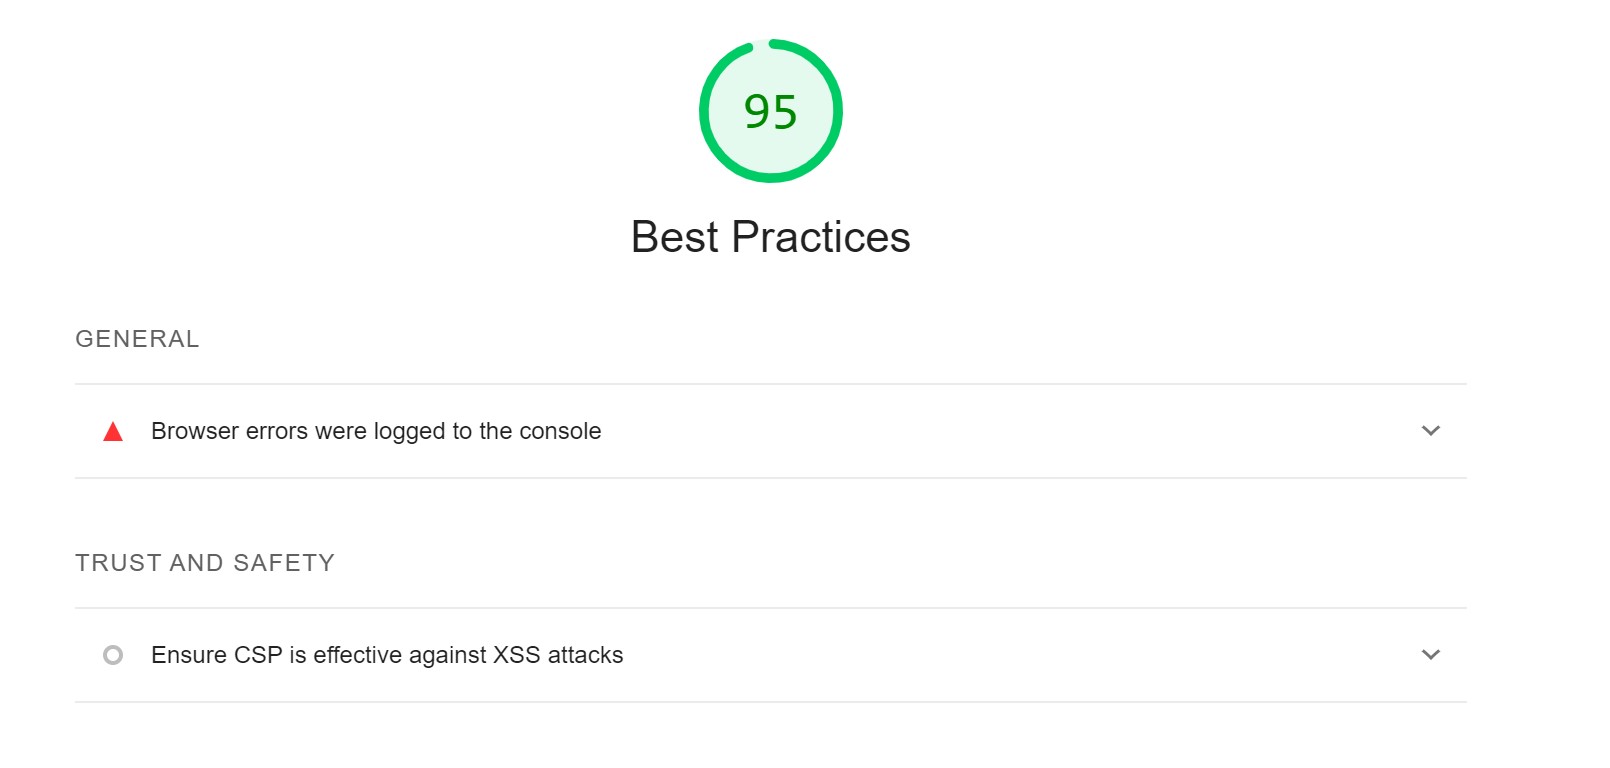 95
Best Practices
GENERAL
Browser errors were logged to the console
TRUST AND SAFETY
Ensure CSP is effective against XSS attacks